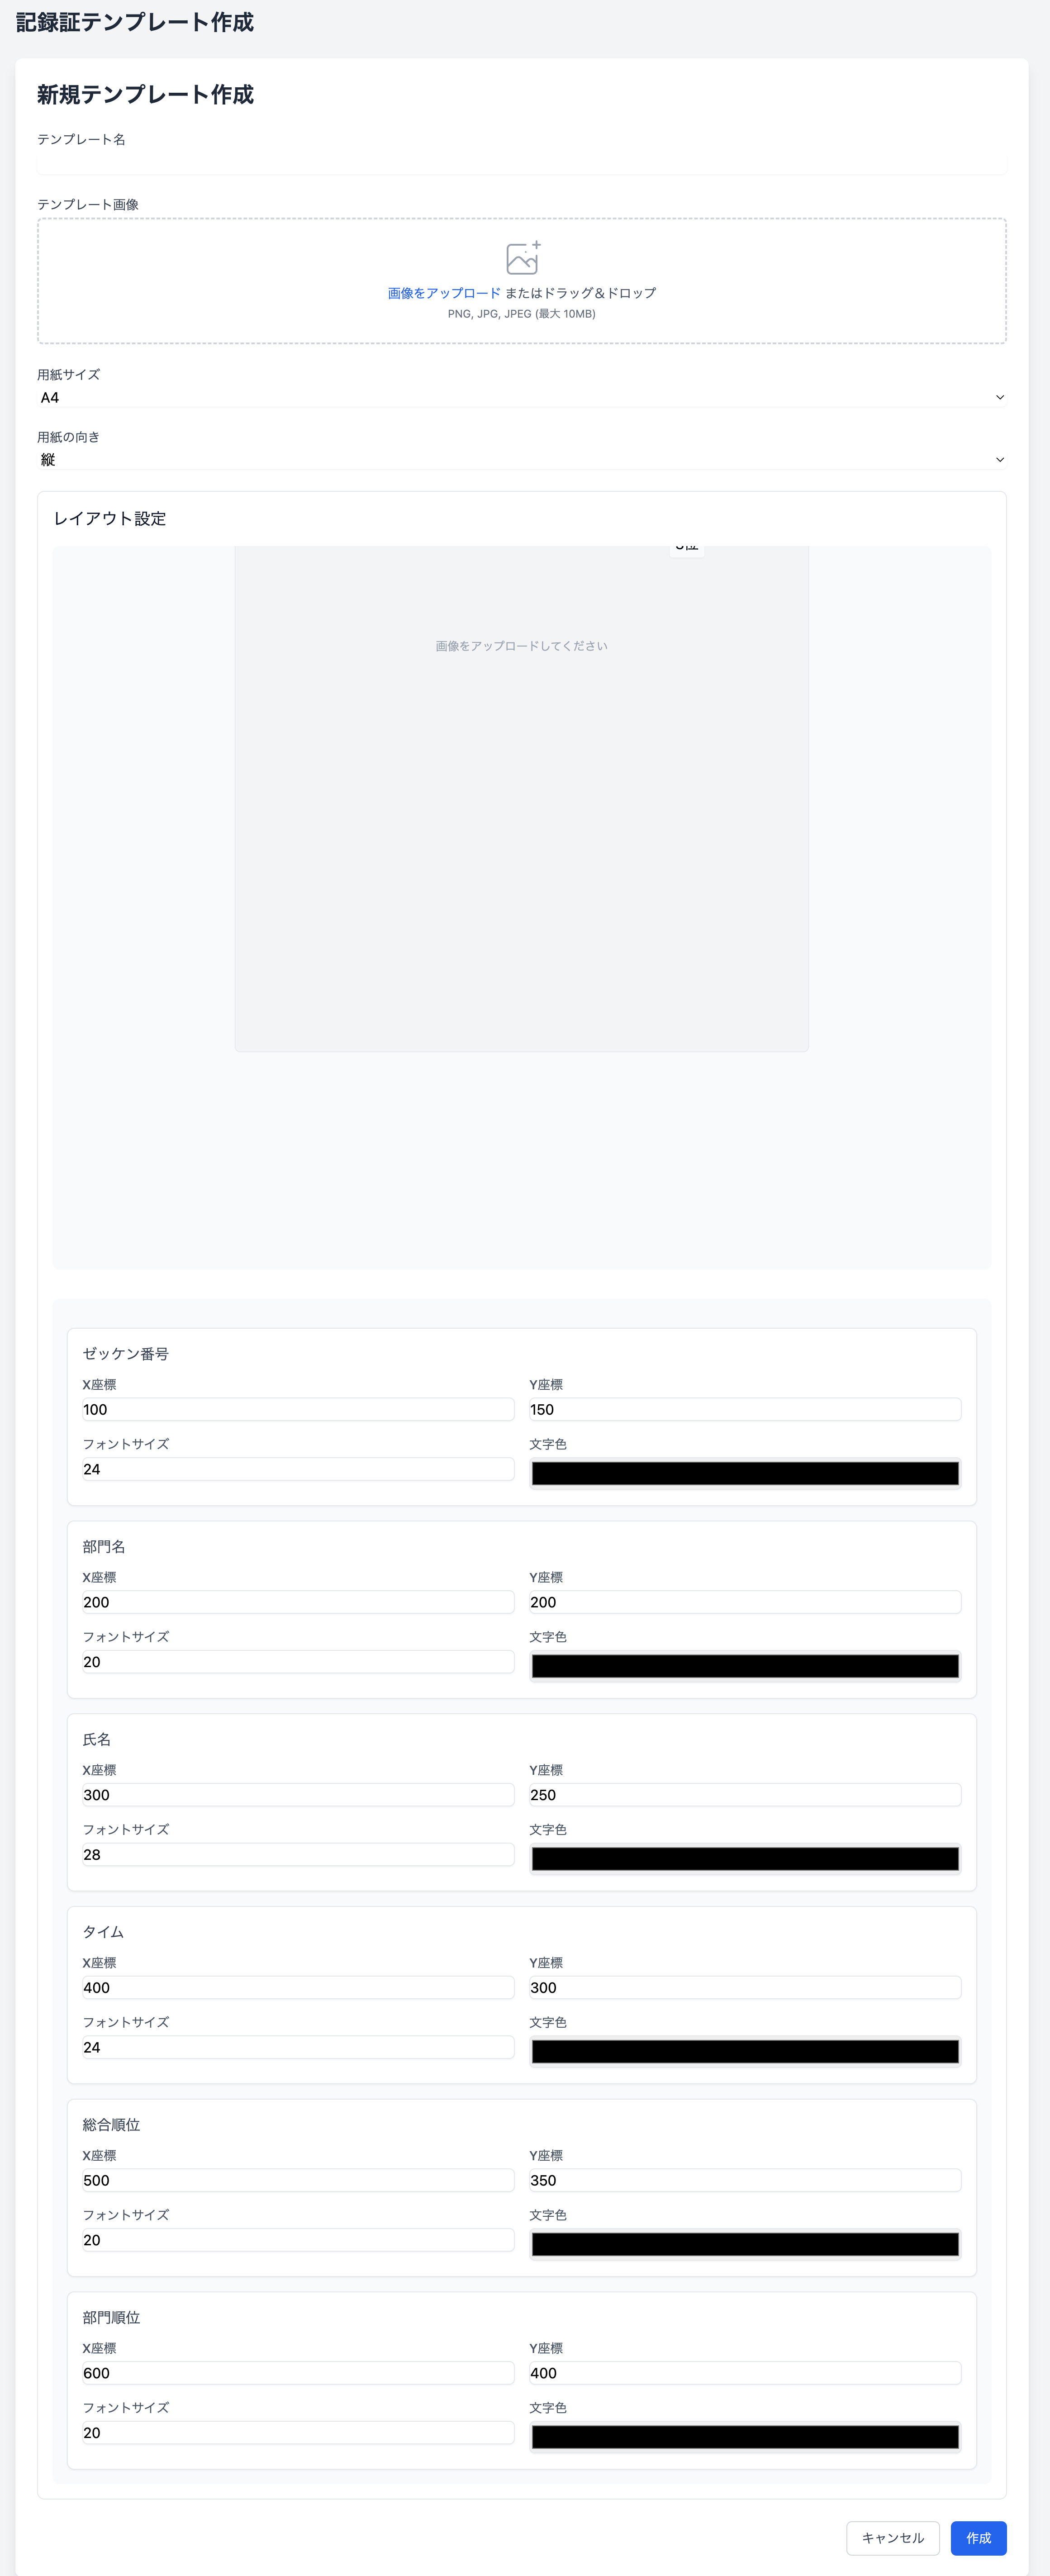 記録証テンプレート作成
新規テンプレート作成
テンプレート名
テンプレート画像
画像をアップロード またはドラッグ＆ドロップ
PNG, JPG, JPEG (最大 10MB)
用紙サイズ
A4
用紙の向き
縦
レイアウト設定
画像をアップロードしてください
ゼッケン番号
X座標 Y座標
100 150
フォントサイズ 文字色
24
部門名
X座標 Y座標
200 200
フォントサイズ 文字色
20
氏名
X座標 Y座標
300 250
フォントサイズ 文字色
28
タイム
X座標 Y座標
400 300
フォントサイズ 文字色
24
総合順位
X座標 Y座標
500 350
フォントサイズ 文字色
20
部門順位
X座標 Y座標
600 400
フォントサイズ 文字色
20
キャンセル 作成